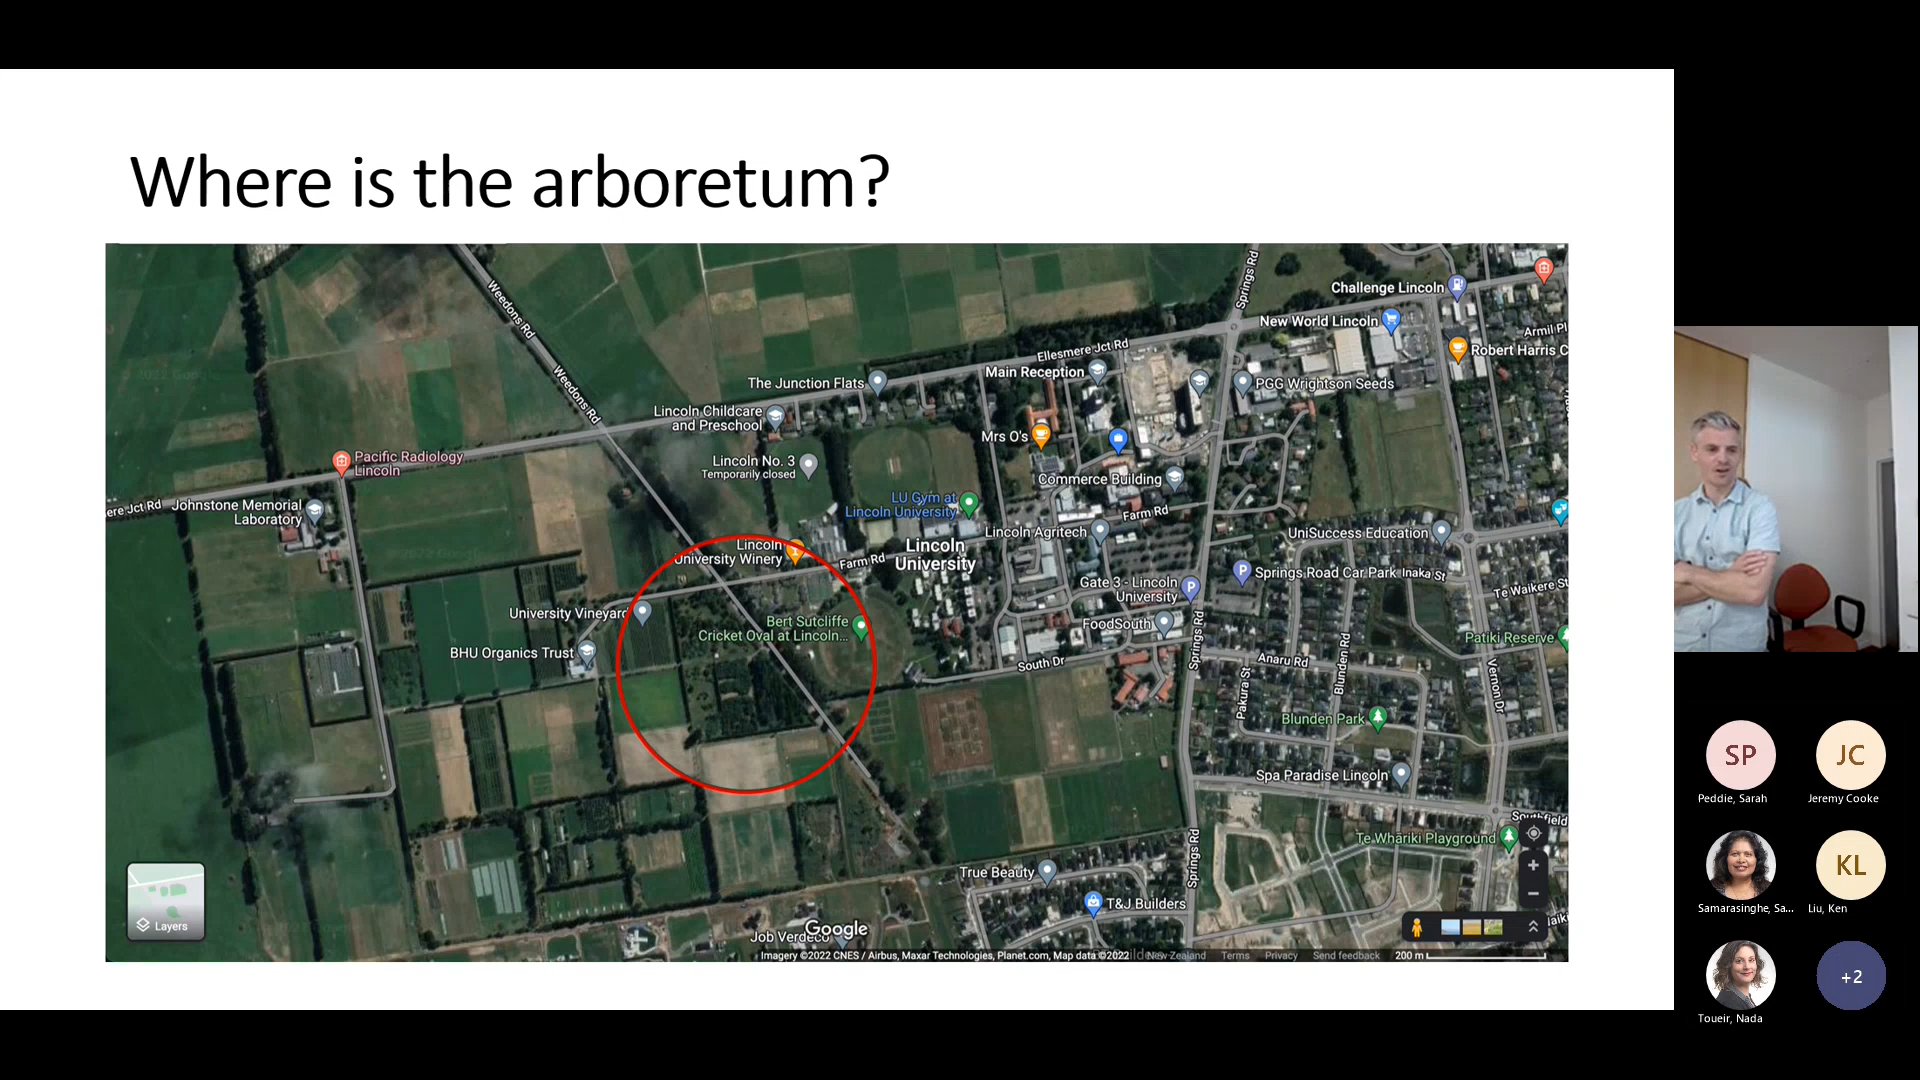 Where is the arboretum?
Weedons Rd
Weedons Rd
Springs Rd
Challenge Lincoln
New World Lincoln
Armil Pl
Robert Harris C
Ellesmere Jct Rd
Main Reception
The Junction Flats
PGG Wrightson Seeds
Lincoln Childcare
and Preschool
Mrs O's
Pacific Radiology
Lincoln
Lincoln No. 3
Temporarily closed
Commerce Building
LU Gym at
Lincoln University
Johnstone Memorial
Laboratory
ere Jct Rd
Farm Rd
Lincoln Agritech
UniSuccess Education
Lincoln
University Winery
Farm Rd
Lincoln
University
Gate 3 - Lincoln
University
Springs Road Car Park
Inaka St
Te Waikere St
University Vineyard
Bert Sutcliffe
Cricket Oval at Lincoln...
FoodSouth
Springs Rd
Patiki Reserve
BHU Organics Trust
South Dr
Anaru Rd
Blunden Rd
Pakura St
Vernon Dr
Blunden Park
Spa Paradise Lincoln
Southfield
Te Whāriki Playground
Springs Rd
True Beauty
T&J Builders
Layers
Job Verdeco
Google
Imagery ©2022 CNES / Airbus, Maxar Technologies, Planet.com, Map data ©2022 New Zealand Terms Privacy Send feedback 200 m
SP
JC
Peddie, Sarah
Jeremy Cooke
KL
Samarasinghe, Sa...
Liu, Ken
+2
Toueir, Nada